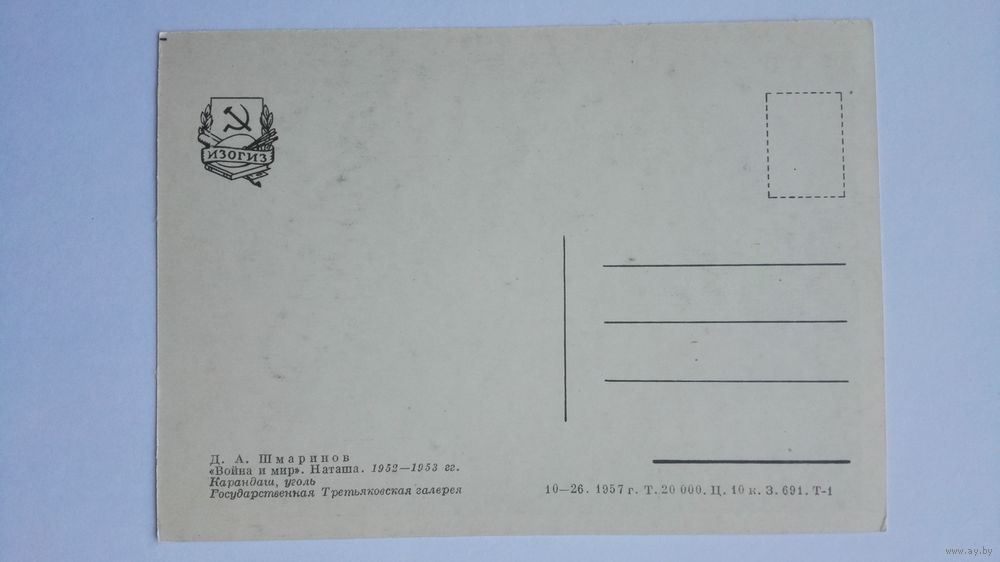 ИЗОГИЗ
Д. А. Шмаринов
«Война и мир». Наташа. 1952—1953 гг.
Карандаш, уголь
Государственная Третьяковская галерея
10—26. 1957 г. Т. 20 000. Ц. 10 к. З. 691. Т-1
www.ay.by